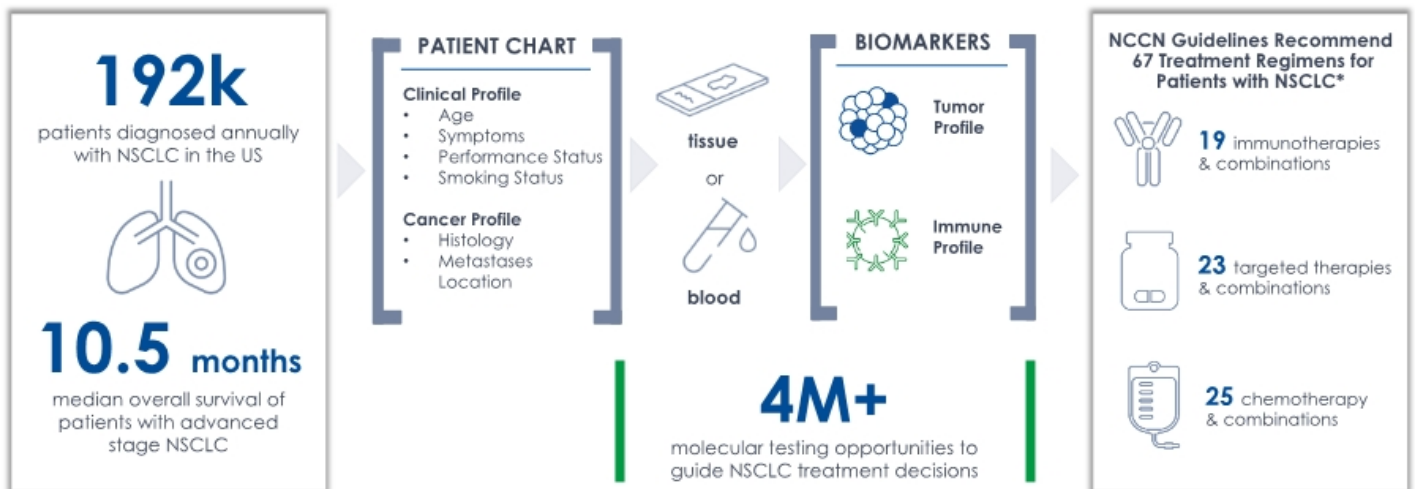 192k
patients diagnosed annually
with NSCLC in the US
10.5 months
median overall survival of
patients with advanced
stage NSCLC
PATIENT CHART
Clinical Profile
• Age
• Symptoms
• Performance Status
• Smoking Status
Cancer Profile
• Histology
• Metastases
Location
tissue
or
blood
BIOMARKERS
Tumor
Profile
Immune
Profile
4M+
molecular testing opportunities to
guide NSCLC treatment decisions
NCCN Guidelines Recommend
67 Treatment Regimens for
Patients with NSCLC*
19 immunotherapies
& combinations
23 targeted therapies
& combinations
25 chemotherapy
& combinations